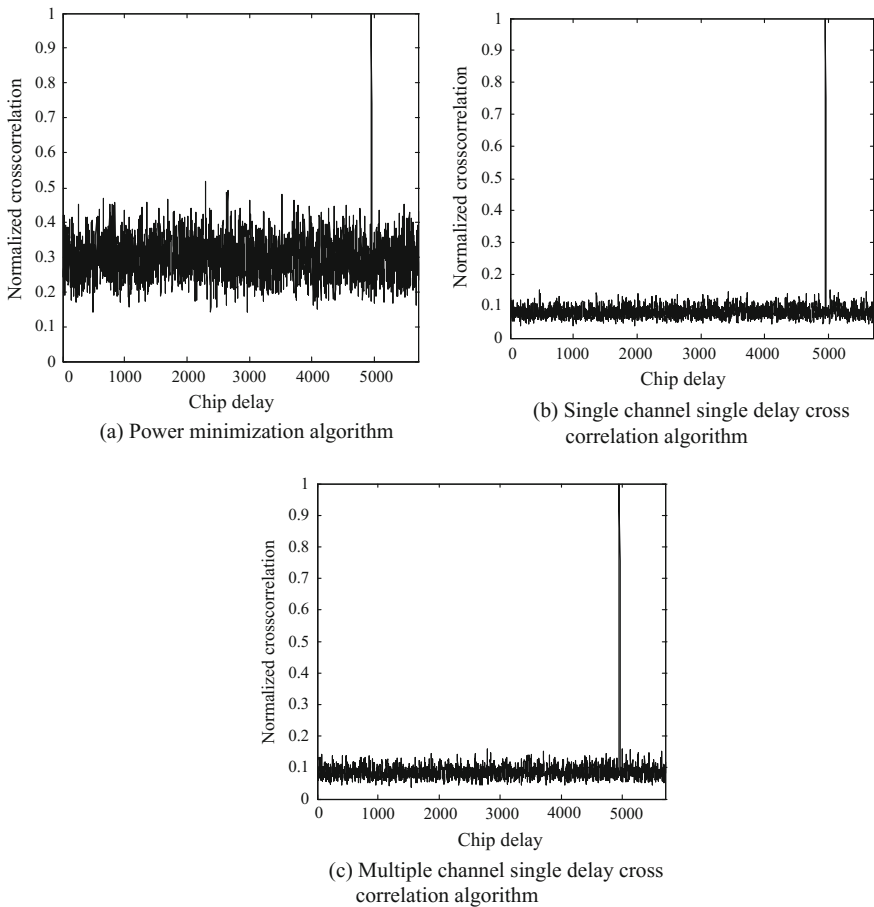 Normalized crosscorrelation
1
0.9
0.8
0.7
0.6
0.5
0.4
0.3
0.2
0.1
0
0 1000 2000 3000 4000 5000
Chip delay
(a) Power minimization algorithm
Normalized crosscorrelation
1
0.9
0.8
0.7
0.6
0.5
0.4
0.3
0.2
0.1
0
0 1000 2000 3000 4000 5000
Chip delay
(b) Single channel single delay cross
correlation algorithm
Normalized crosscorrelation
1
0.9
0.8
0.7
0.6
0.5
0.4
0.3
0.2
0.1
0
0 1000 2000 3000 4000 5000
Chip delay
(c) Multiple channel single delay cross
correlation algorithm